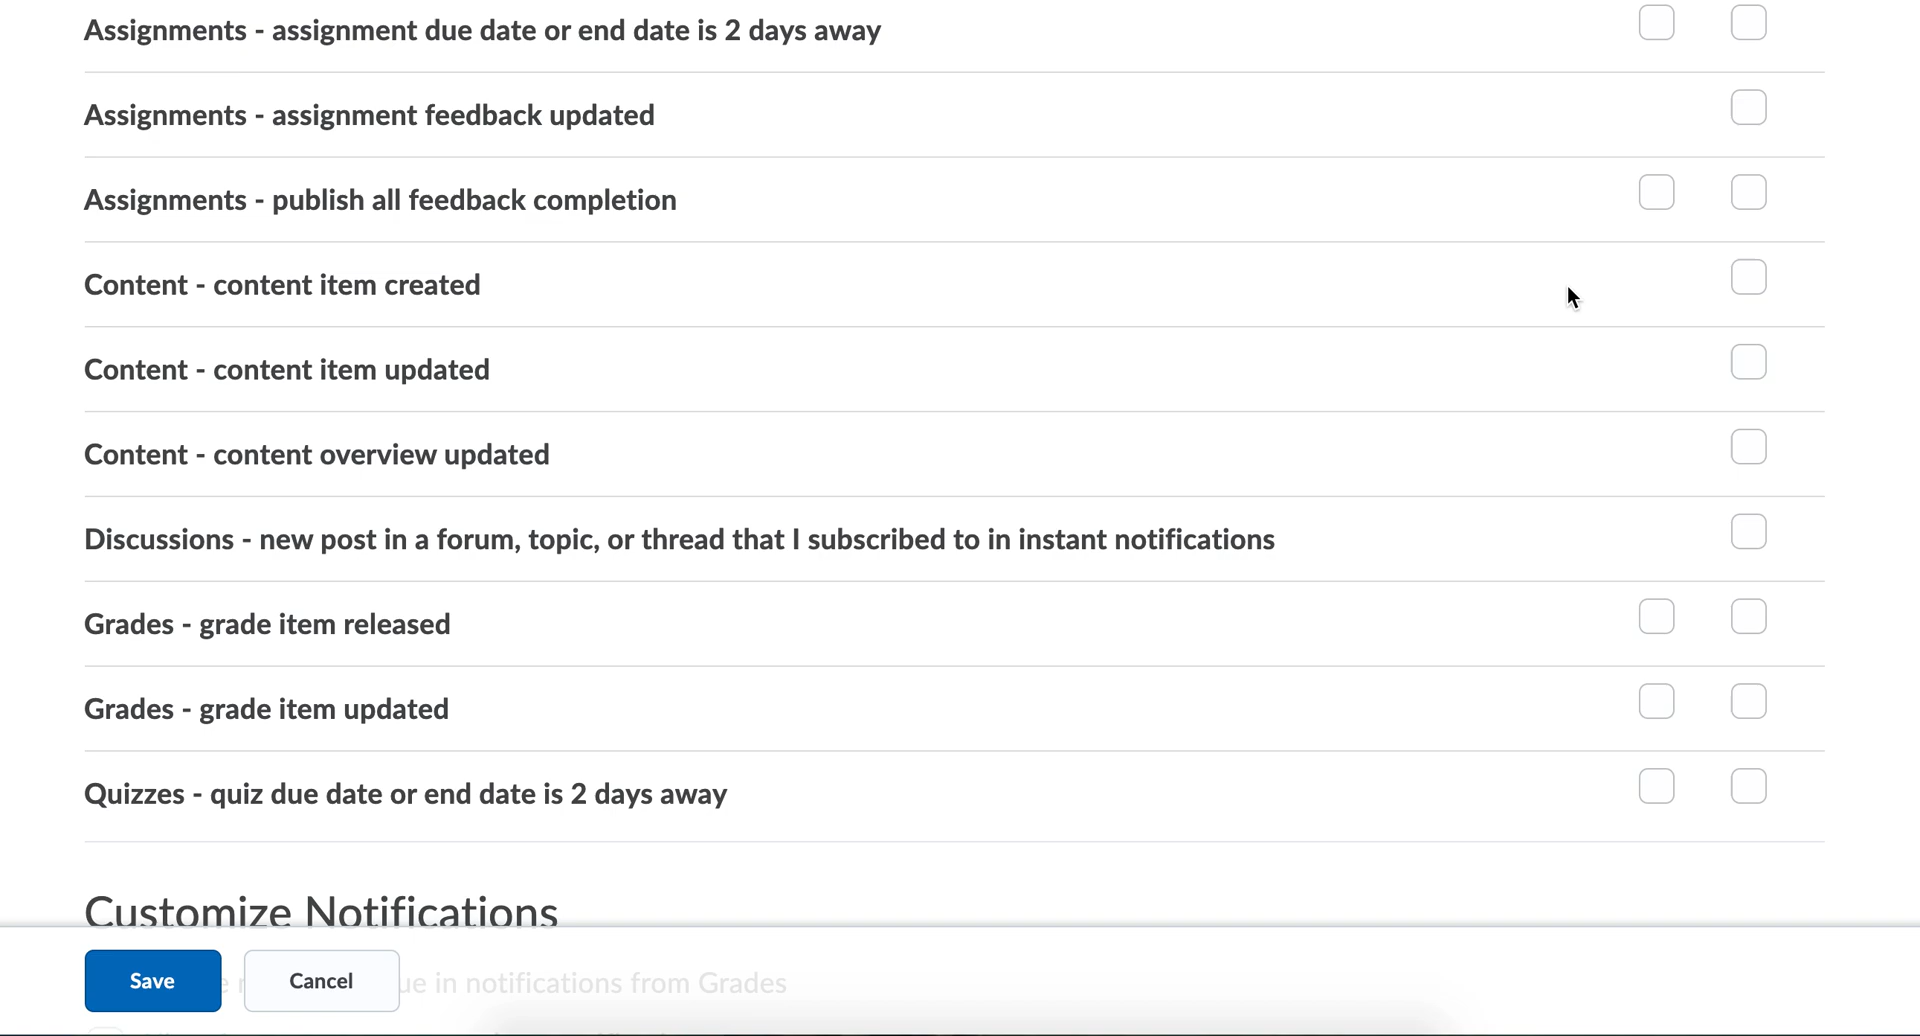 Assignments - assignment due date or end date is 2 days away
Assignments - assignment feedback updated
Assignments - publish all feedback completion
Content - content item created
Content - content item updated
Content - content overview updated
Discussions - new post in a forum, topic, or thread that I subscribed to in instant notifications
Grades - grade item released
Grades - grade item updated
Quizzes - quiz due date or end date is 2 days away
Customize Notifications
Save Cancel in notifications from Grades